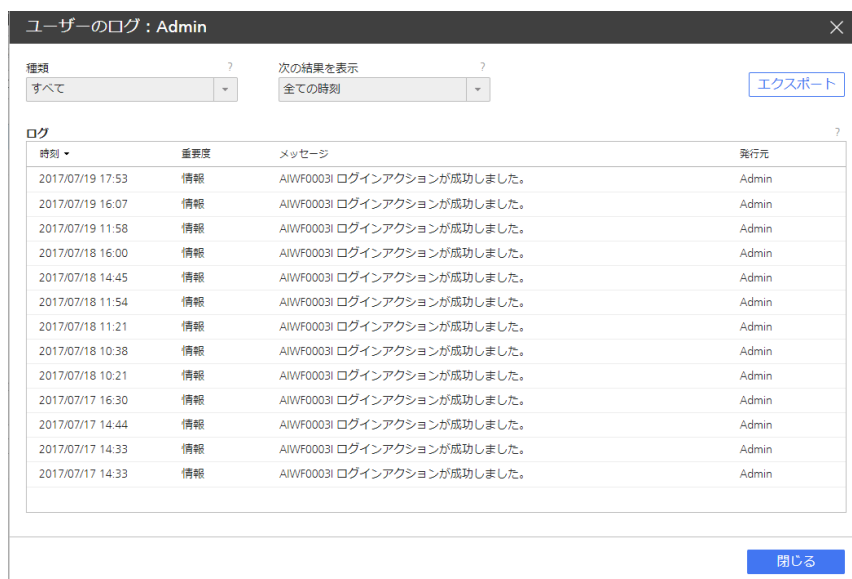 ユーザーのログ：Admin
種類 ? 次の結果を表示 ?
すべて 全ての時刻 エクスポート
ログ ?
時刻 重要度 メッセージ 発行元
2017/07/19 17:53 情報 AIWF0003I ログインアクションが成功しました。 Admin
2017/07/19 16:07 情報 AIWF0003I ログインアクションが成功しました。 Admin
2017/07/19 11:58 情報 AIWF0003I ログインアクションが成功しました。 Admin
2017/07/18 16:00 情報 AIWF0003I ログインアクションが成功しました。 Admin
2017/07/18 14:45 情報 AIWF0003I ログインアクションが成功しました。 Admin
2017/07/18 11:54 情報 AIWF0003I ログインアクションが成功しました。 Admin
2017/07/18 11:21 情報 AIWF0003I ログインアクションが成功しました。 Admin
2017/07/18 10:38 情報 AIWF0003I ログインアクションが成功しました。 Admin
2017/07/18 10:21 情報 AIWF0003I ログインアクションが成功しました。 Admin
2017/07/17 16:30 情報 AIWF0003I ログインアクションが成功しました。 Admin
2017/07/17 14:44 情報 AIWF0003I ログインアクションが成功しました。 Admin
2017/07/17 14:33 情報 AIWF0003I ログインアクションが成功しました。 Admin
2017/07/17 14:33 情報 AIWF0003I ログインアクションが成功しました。 Admin
閉じる